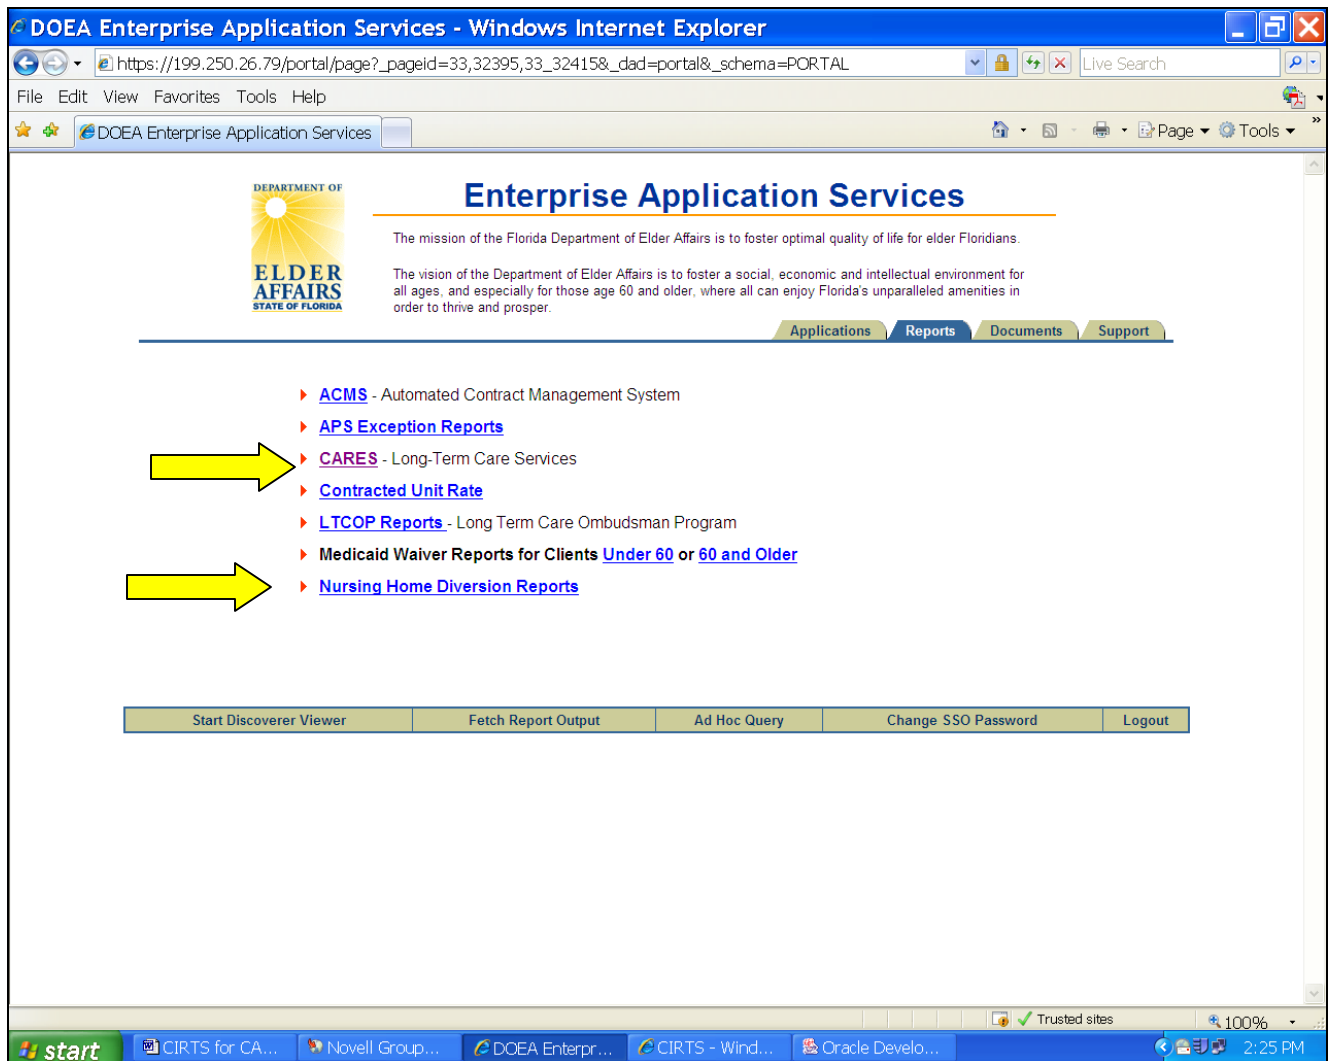 DOEA Enterprise Application Services - Windows Internet Explorer
https://199.250.26.79/portal/page?_pageid=33,32395,33_32415&_dad=portal&_schema=PORTAL
Live Search
File Edit View Favorites Tools Help
DOEA Enterprise Application Services
Page Tools
DEPARTMENT OF
ELDER
AFFAIRS
STATE OF FLORIDA
Enterprise Application Services
The mission of the Florida Department of Elder Affairs is to foster optimal quality of life for elder Floridians.
The vision of the Department of Elder Affairs is to foster a social, economic and intellectual environment for
all ages, and especially for those age 60 and older, where all can enjoy Florida's unparalleled amenities in
order to thrive and prosper.
Applications Reports Documents Support
ACMS - Automated Contract Management System
APS Exception Reports
CARES - Long-Term Care Services
Contracted Unit Rate
LTCOP Reports - Long Term Care Ombudsman Program
Medicaid Waiver Reports for Clients Under 60 or 60 and Older
Nursing Home Diversion Reports
Start Discoverer Viewer Fetch Report Output Ad Hoc Query Change SSO Password Logout
Trusted sites 100%
start CIRTS for CA... Novell Group... DOEA Enterpr... CIRTS - Wind... Oracle Develo... 2:25 PM